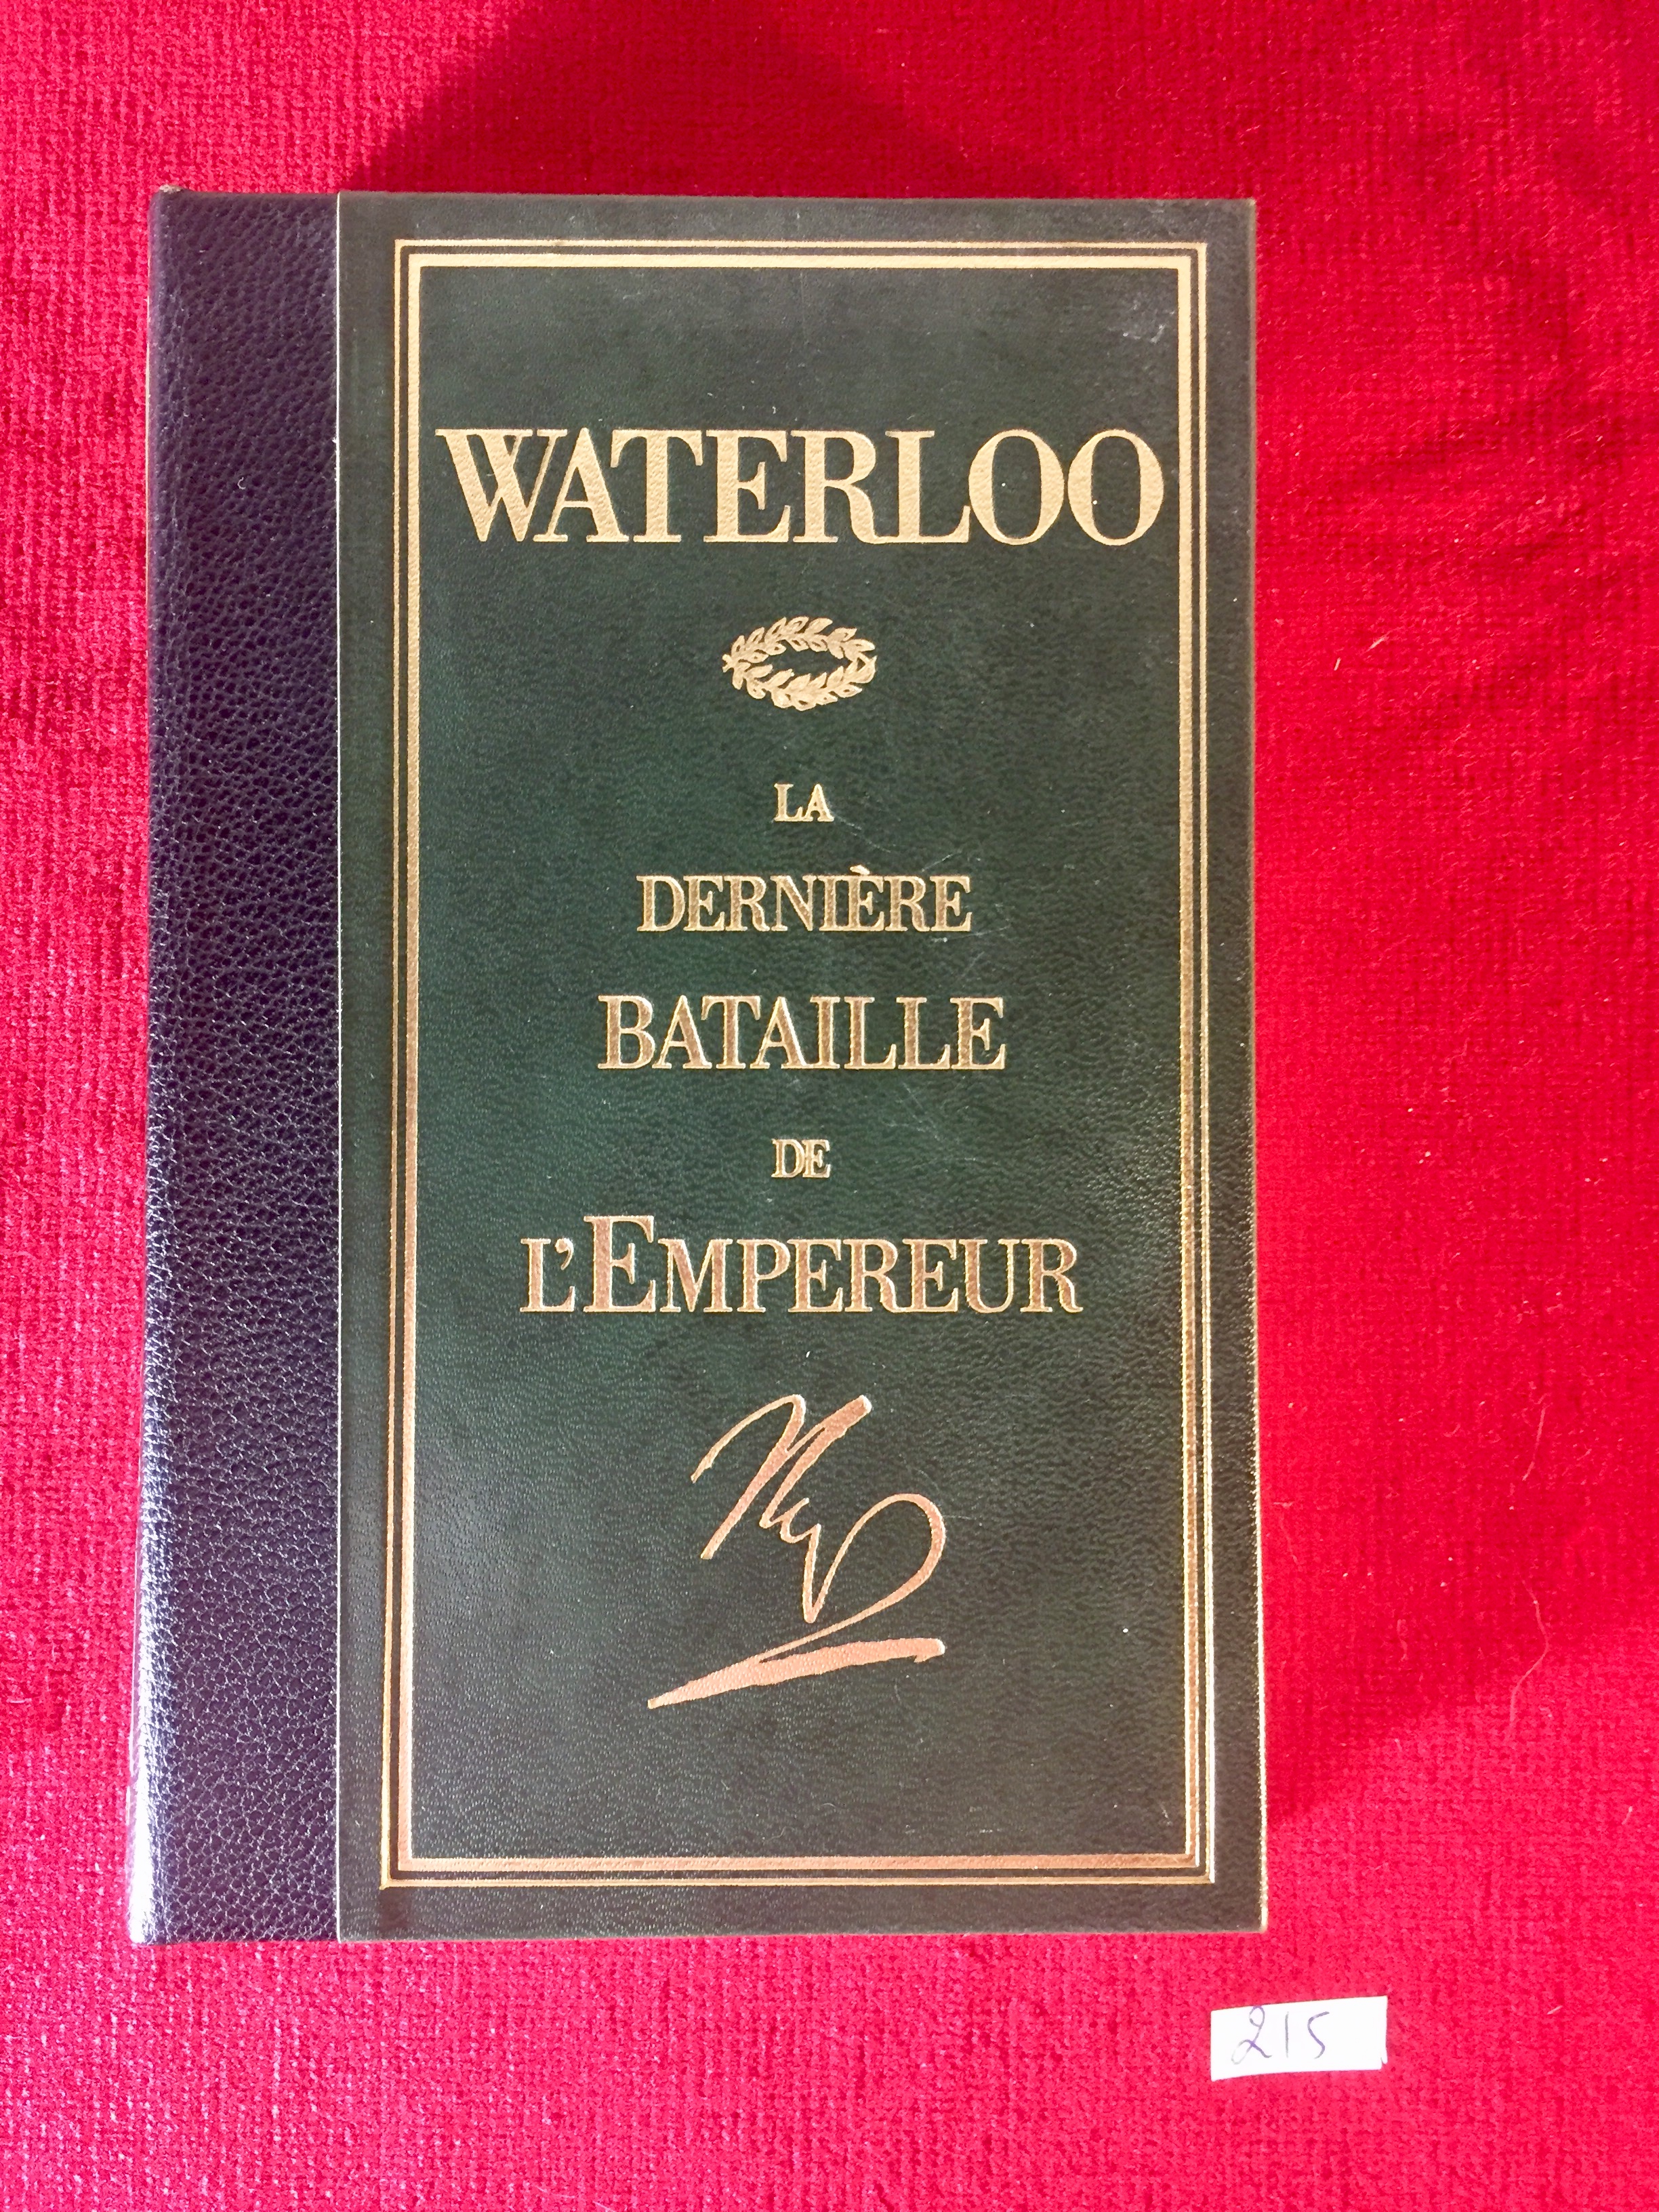 WATERLOO
LA
DERNIÈRE
BATAILLE
DE
L'EMPEREUR
215